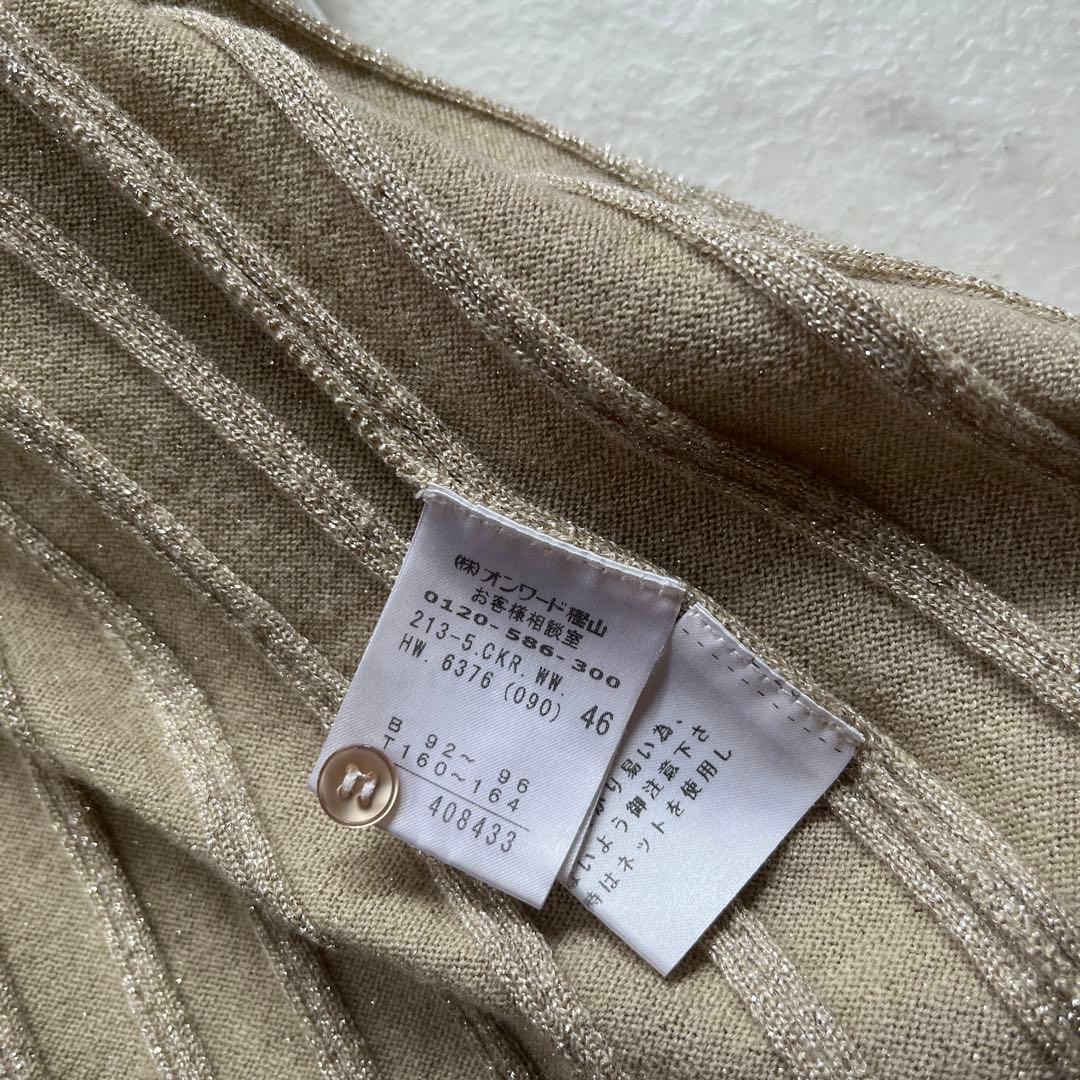 (株)オンワード樫山
お客様相談室
0120-586-300
213-5.CKR.WW.
HW.6376(090) 46
B 92~ 96
T160~164
408433
り易い為、
いよう御注意下さ
時はネットを使用し